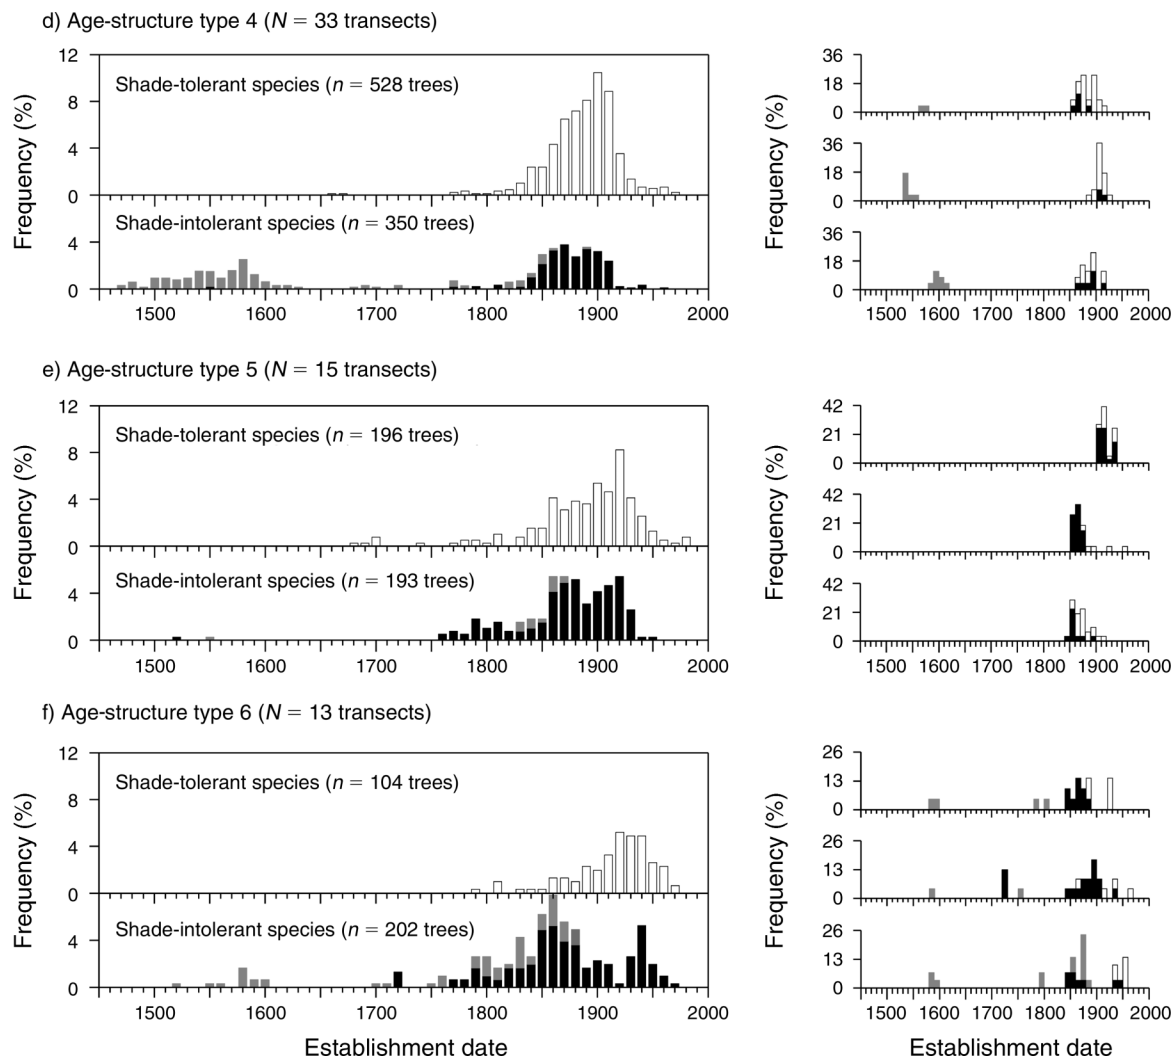 d) Age-structure type 4 (N = 33 transects)
12
8
4
0
4
0
Frequency (%)
Frequency (%)
Shade-tolerant species (n = 528 trees)
Shade-intolerant species (n = 350 trees)
1500 1600 1700 1800 1900 2000
36
18
0
36
18
0
36
18
0
Frequency (%)
Frequency (%)
1500 1600 1700 1800 1900 2000
e) Age-structure type 5 (N = 15 transects)
12
8
4
0
4
0
Frequency (%)
Frequency (%)
Shade-tolerant species (n = 196 trees)
Shade-intolerant species (n = 193 trees)
1500 1600 1700 1800 1900 2000
42
21
0
42
21
0
42
21
0
Frequency (%)
1500 1600 1700 1800 1900 2000
f) Age-structure type 6 (N = 13 transects)
12
8
4
0
4
0
Frequency (%)
Frequency (%)
Shade-tolerant species (n = 104 trees)
Shade-intolerant species (n = 202 trees)
1500 1600 1700 1800 1900 2000
Establishment date
26
13
0
26
13
0
26
13
0
Frequency (%)
Frequency (%)
1500 1600 1700 1800 1900 2000
Establishment date